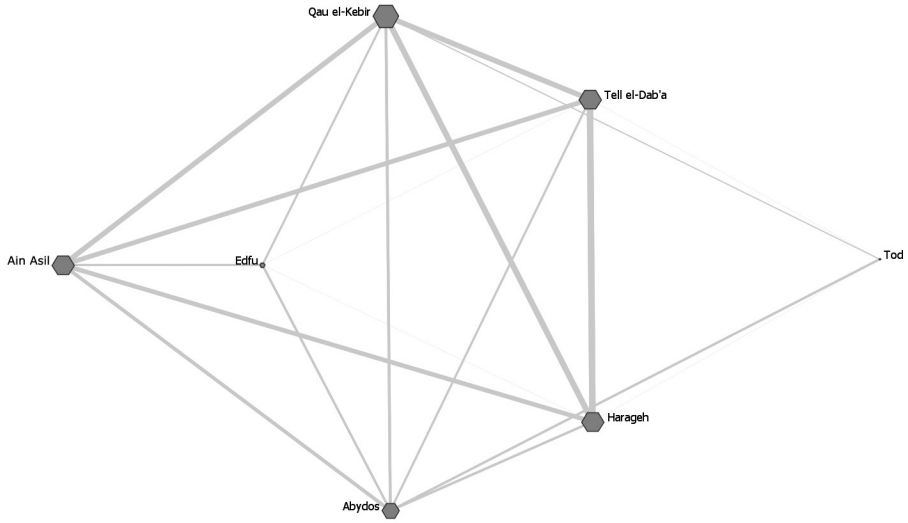 Qau el-Kebir
Tell el-Dab'a
Tod
Edfu
Ain Asil
Harageh
Abydos